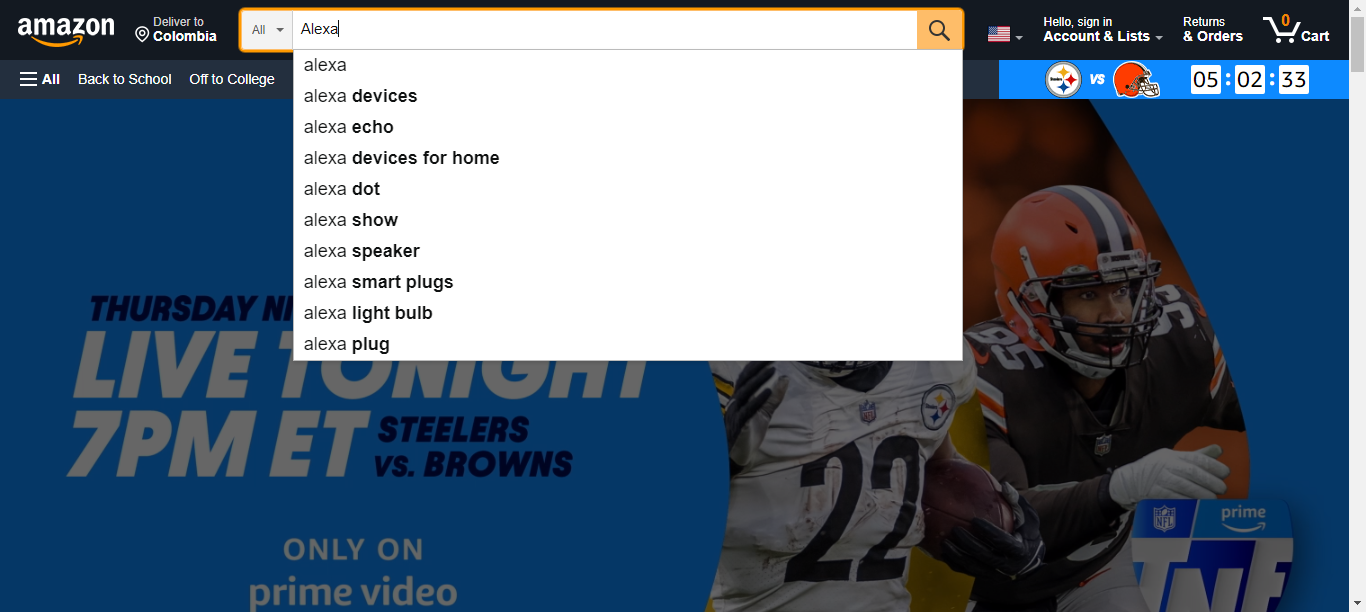 amazon
Deliver to
Colombia
All
Alexa
Hello, sign in
Account & Lists
Returns
& Orders
0
Cart
All
Back to School
Off to College
Steelers
VS
05 : 02 : 33
alexa
alexa devices
alexa echo
alexa devices for home
alexa dot
alexa show
alexa speaker
alexa smart plugs
alexa light bulb
alexa plug
THURSDAY NI
LIVE TONIGHT
7PM ET
STEELERS
VS. BROWNS
ONLY ON
prime video
22
95
NFL
prime
TNF